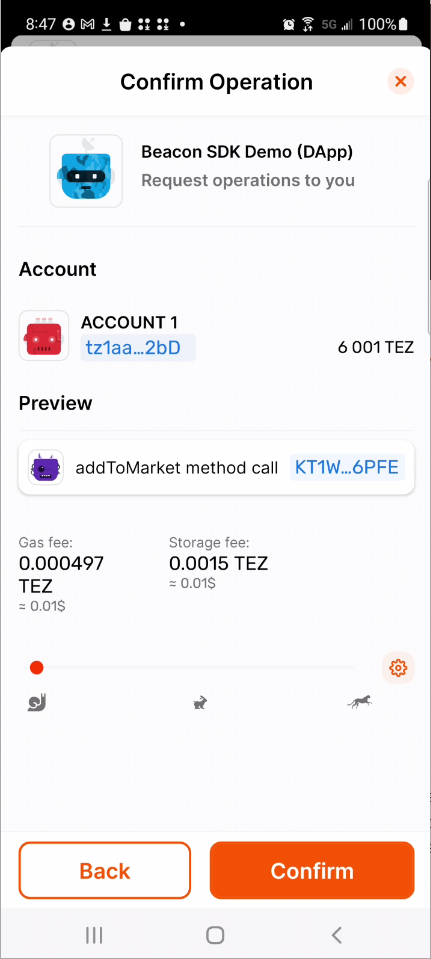 8:47
5G
100%
Confirm Operation
Beacon SDK Demo (DApp)
Request operations to you
Account
ACCOUNT 1
tz1aa...2bD
6 001 TEZ
Preview
addToMarket method call
KT1W...6PFE
Gas fee:
0.000497
TEZ
≈ 0.01$
Storage fee:
0.0015 TEZ
≈ 0.01$
Back
Confirm